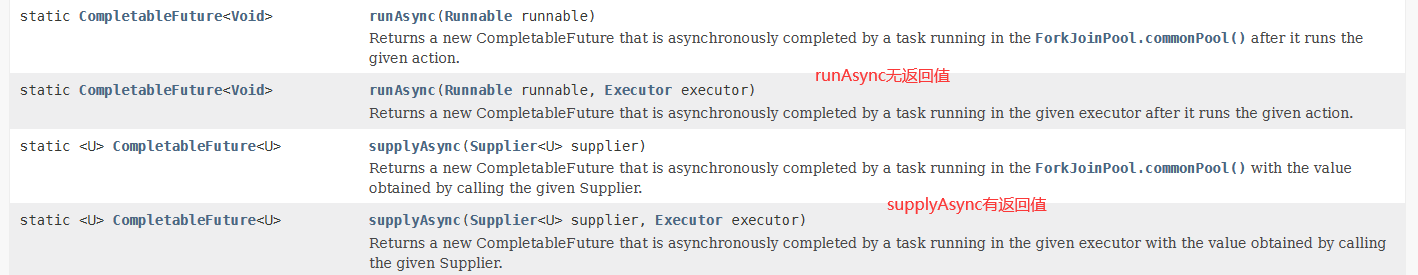 static CompletableFuture<Void> runAsync(Runnable runnable)
Returns a new CompletableFuture that is asynchronously completed by a task running in the ForkJoinPool.commonPool() after it runs the
given action.
runAsync无返回值
static CompletableFuture<Void> runAsync(Runnable runnable, Executor executor)
Returns a new CompletableFuture that is asynchronously completed by a task running in the given executor after it runs the given action.
static <U> CompletableFuture<U> supplyAsync(Supplier<U> supplier)
Returns a new CompletableFuture that is asynchronously completed by a task running in the ForkJoinPool.commonPool() with the value
obtained by calling the given Supplier.
supplyAsync有返回值
static <U> CompletableFuture<U> supplyAsync(Supplier<U> supplier, Executor executor)
Returns a new CompletableFuture that is asynchronously completed by a task running in the given executor with the value obtained by calling
the given Supplier.